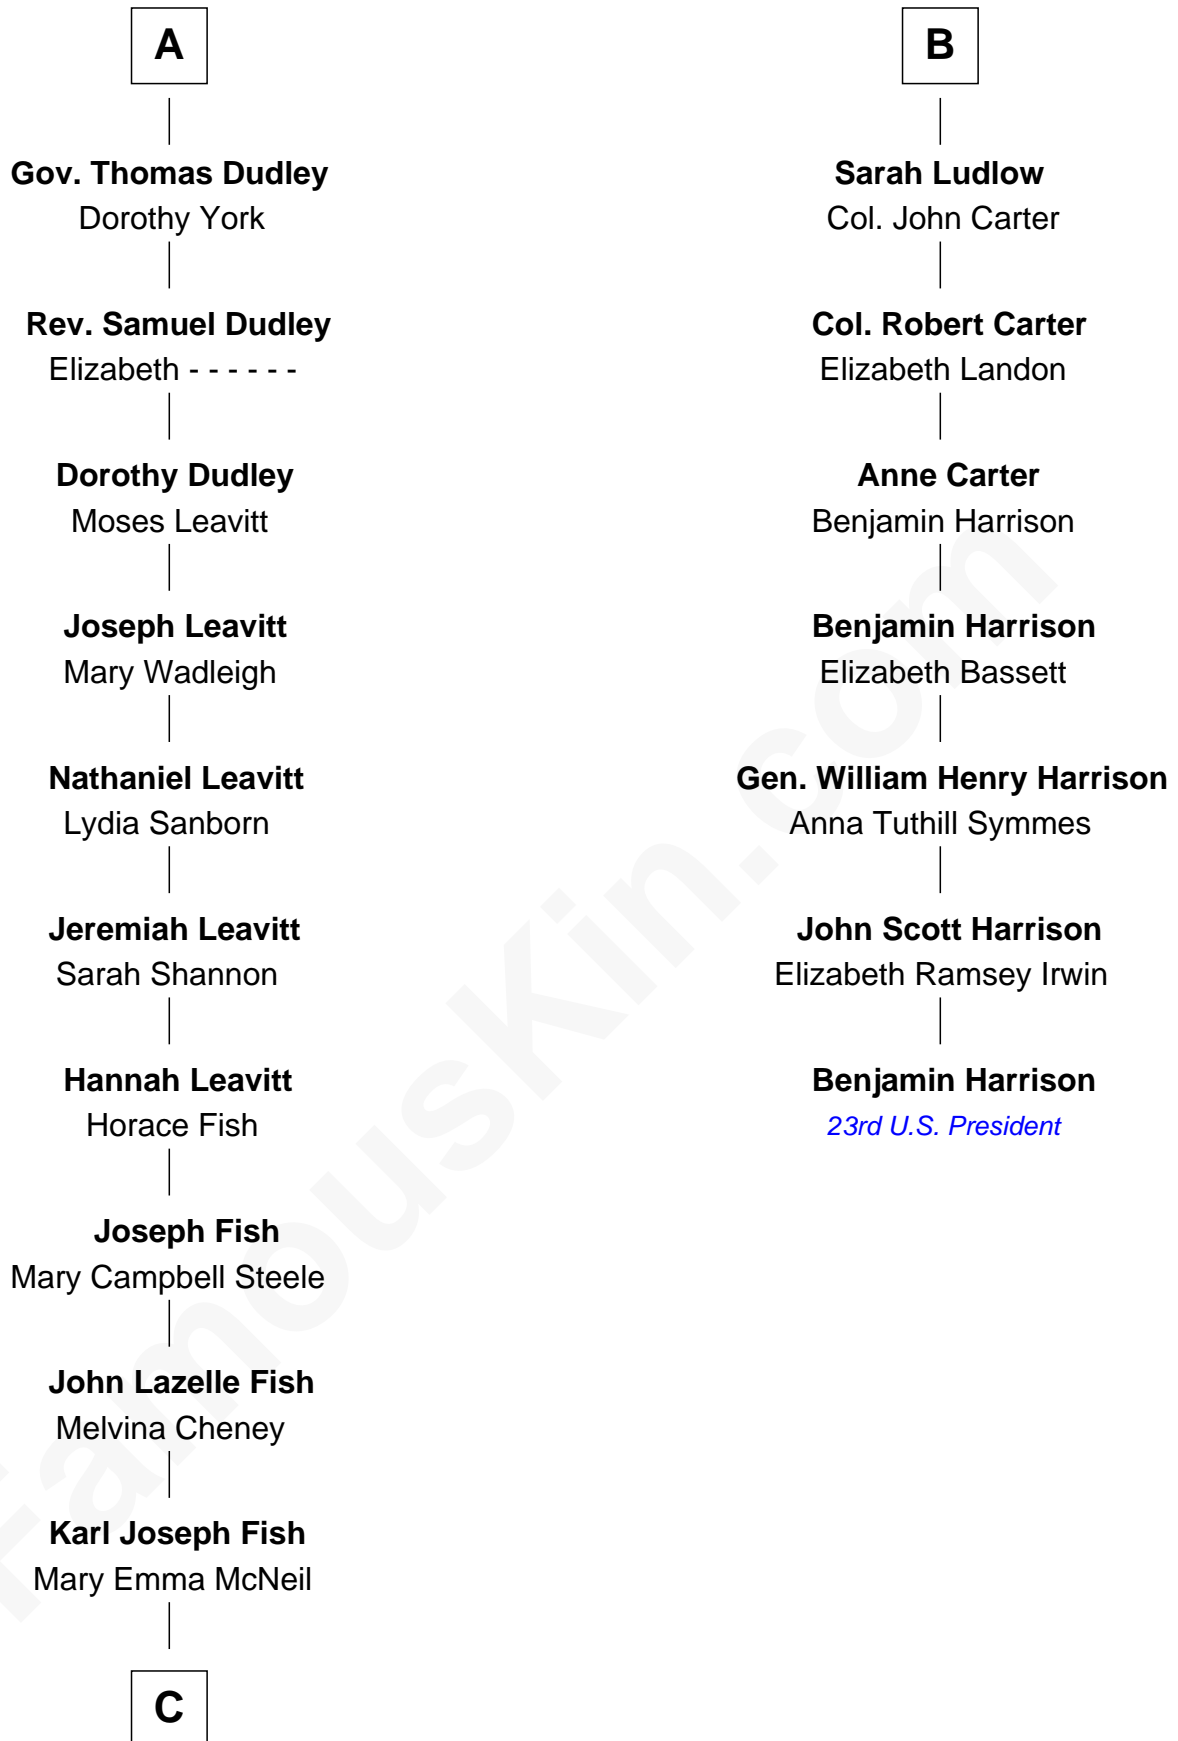 A
Gov. Thomas Dudley
Dorothy York
Rev. Samuel Dudley
Elizabeth - - - - - -
Dorothy Dudley
Moses Leavitt
Joseph Leavitt
Mary Wadleigh
Nathaniel Leavitt
Lydia Sanborn
Jeremiah Leavitt
Sarah Shannon
Hannah Leavitt
Horace Fish
Joseph Fish
Mary Campbell Steele
John Lazelle Fish
Melvina Cheney
Karl Joseph Fish
Mary Emma McNeil
C
B
Sarah Ludlow
Col. John Carter
Col. Robert Carter
Elizabeth Landon
Anne Carter
Benjamin Harrison
Benjamin Harrison
Elizabeth Bassett
Gen. William Henry Harrison
Anna Tuthill Symmes
John Scott Harrison
Elizabeth Ramsey Irwin
Benjamin Harrison
23rd U.S. President
FamousKin.com